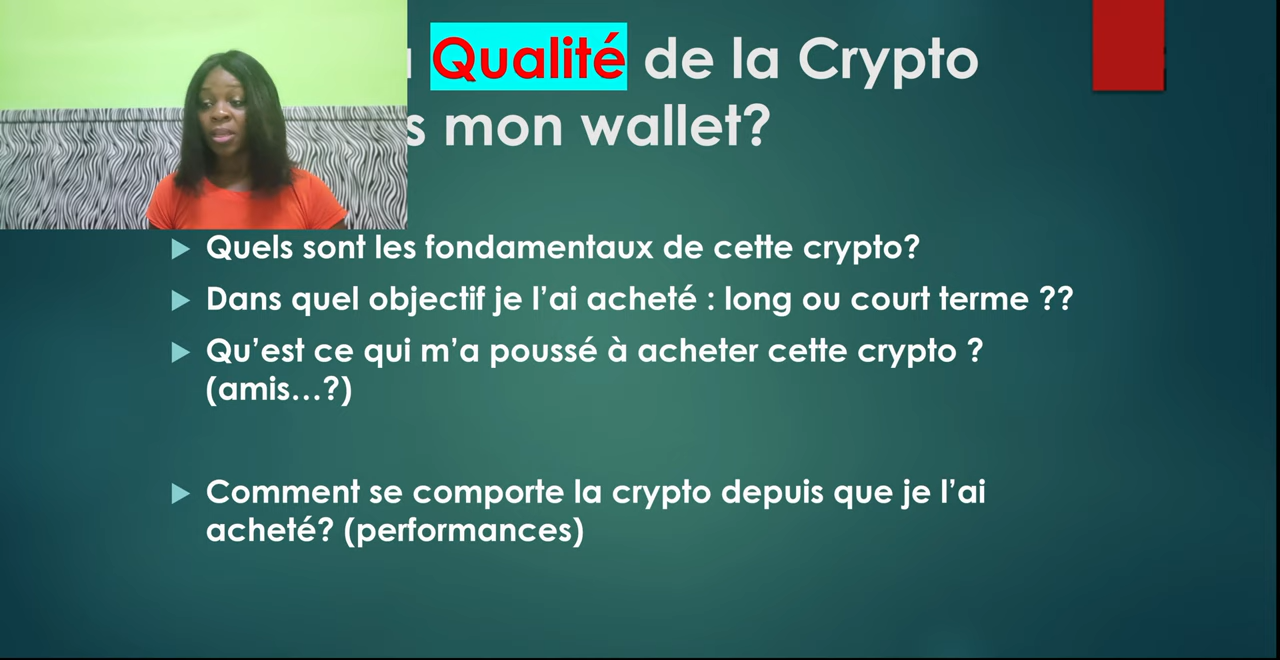 Qualité de la Crypto
mon wallet?
Quels sont les fondamentaux de cette crypto?
Dans quel objectif je l’ai acheté : long ou court terme ??
Qu’est ce qui m’a poussé à acheter cette crypto ?
(amis…?)
Comment se comporte la crypto depuis que je l’ai
acheté? (performances)